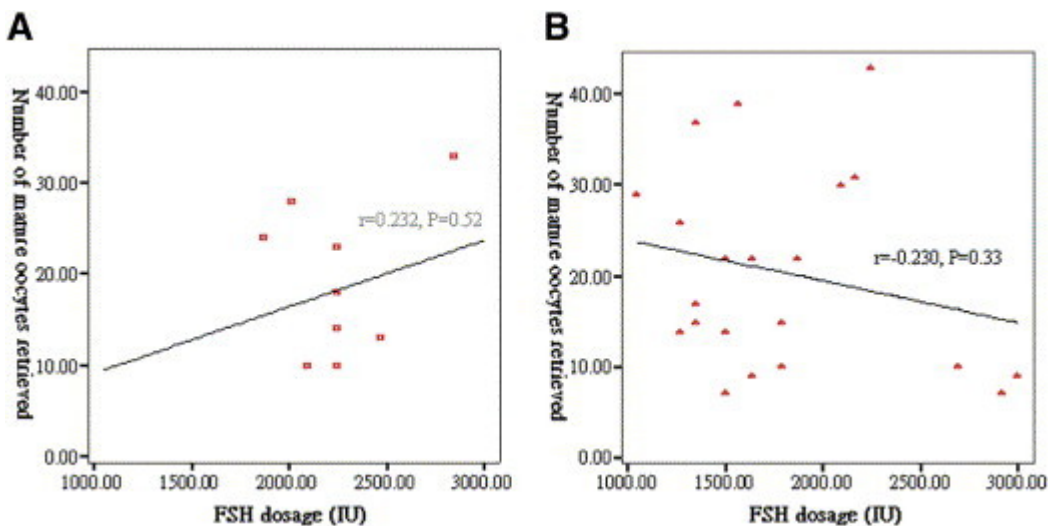 A
Number of mature oocytes retrieved
40.00
30.00
20.00
10.00
0.00
r=0.232, P=0.52
1000.00 1500.00 2000.00 2500.00 3000.00
FSH dosage (IU)
B
Number of mature oocytes retrieved
40.00
30.00
20.00
10.00
0.00
r=-0.230, P=0.33
1000.00 1500.00 2000.00 2500.00 3000.00
FSH dosage (IU)